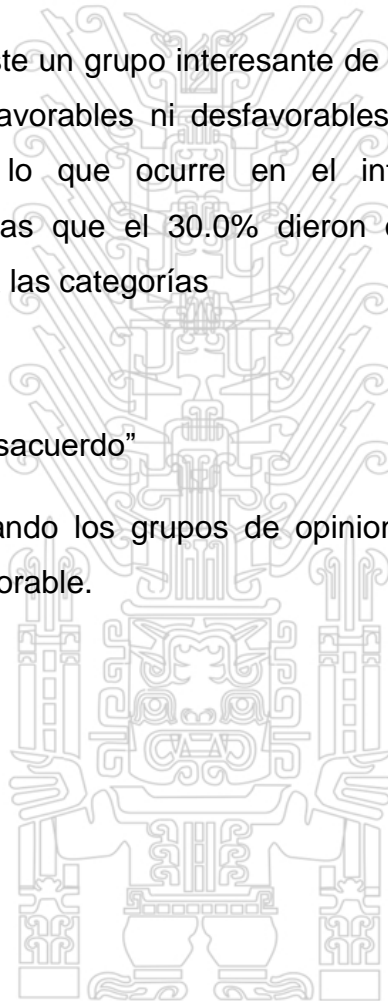 ste un grupo interesante de
avorables ni desfavorables
lo que ocurre en el int
as que el 30.0% dieron
las categorías
sacuerdo”
ando los grupos de opinion
orable.